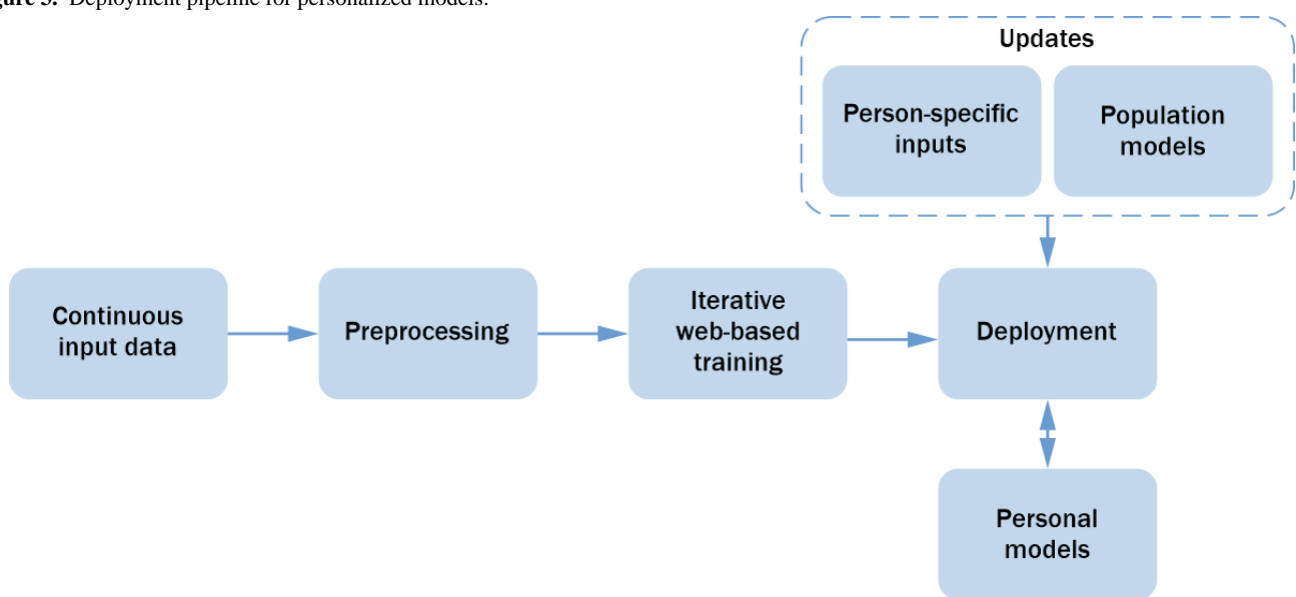 Deployment pipeline for personalized models.
Updates
Person-specific
inputs
Population
models
Continuous
input data
Preprocessing
Iterative
web-based
training
Deployment
Personal
models